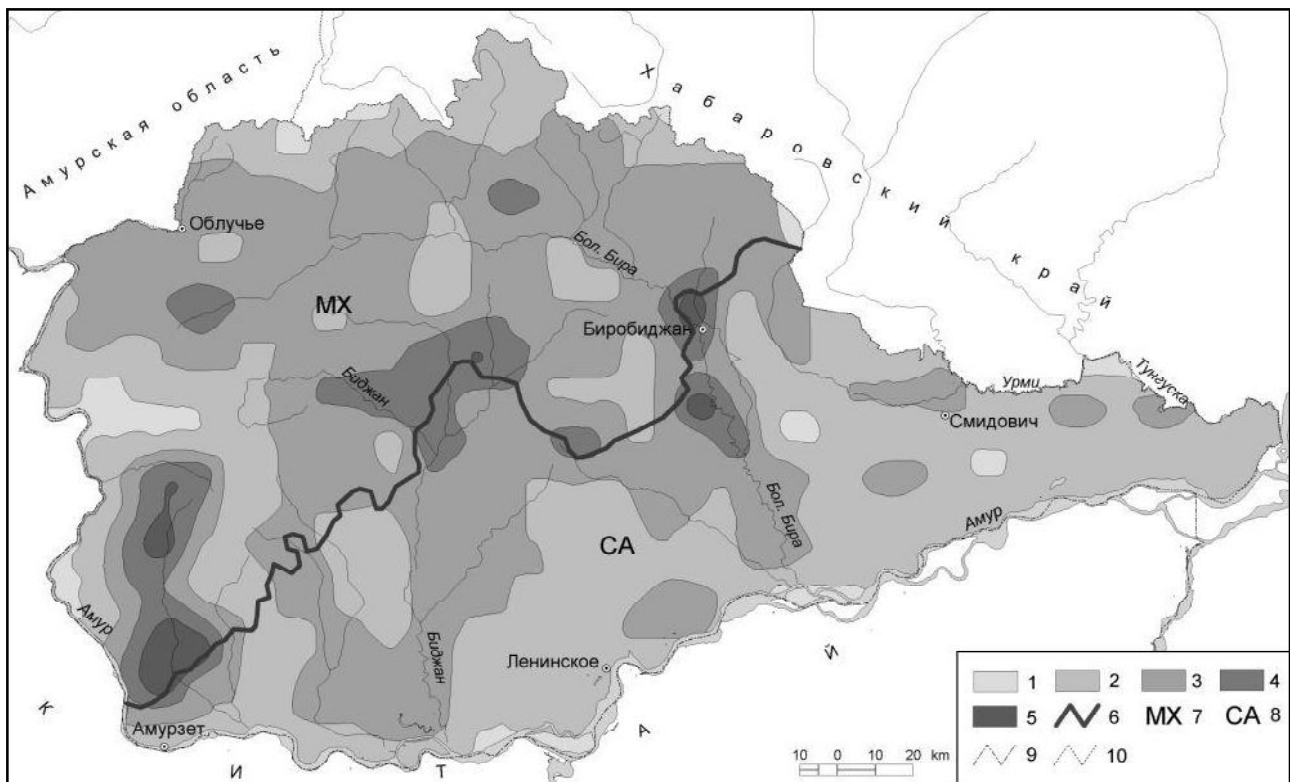 Амурская область
Хабаровский край
Облучье
Бол. Бира
МХ
Биробиджан
Биджан
Урми
Тунгуска
Смидович
Бол. Бира
Амур
СА
Амур
Биджан
Ленинское
Амурзет
КИТАЙ
10 0 10 20 km
1 2 3 4
5 6 МХ 7 СА 8
9 10